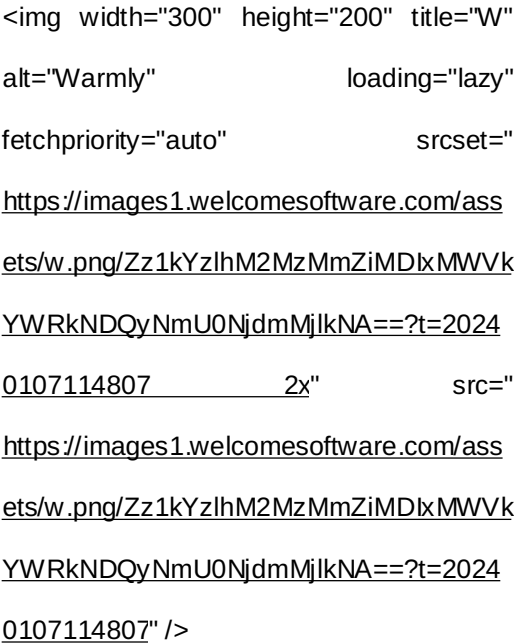 <img width="300" height="200" title="W"
alt="Warmly" loading="lazy"
fetchpriority="auto" srcset="
https://images1.welcomesoftware.com/ass
ets/w.png/Zz1kYzlhM2MzMmZiMDIxMWVk
YWRkNDQyNmU0NjdmMjlkNA==?t=2024
0107114807 2x" src="
https://images1.welcomesoftware.com/ass
ets/w.png/Zz1kYzlhM2MzMmZiMDIxMWVk
YWRkNDQyNmU0NjdmMjlkNA==?t=2024
0107114807" />